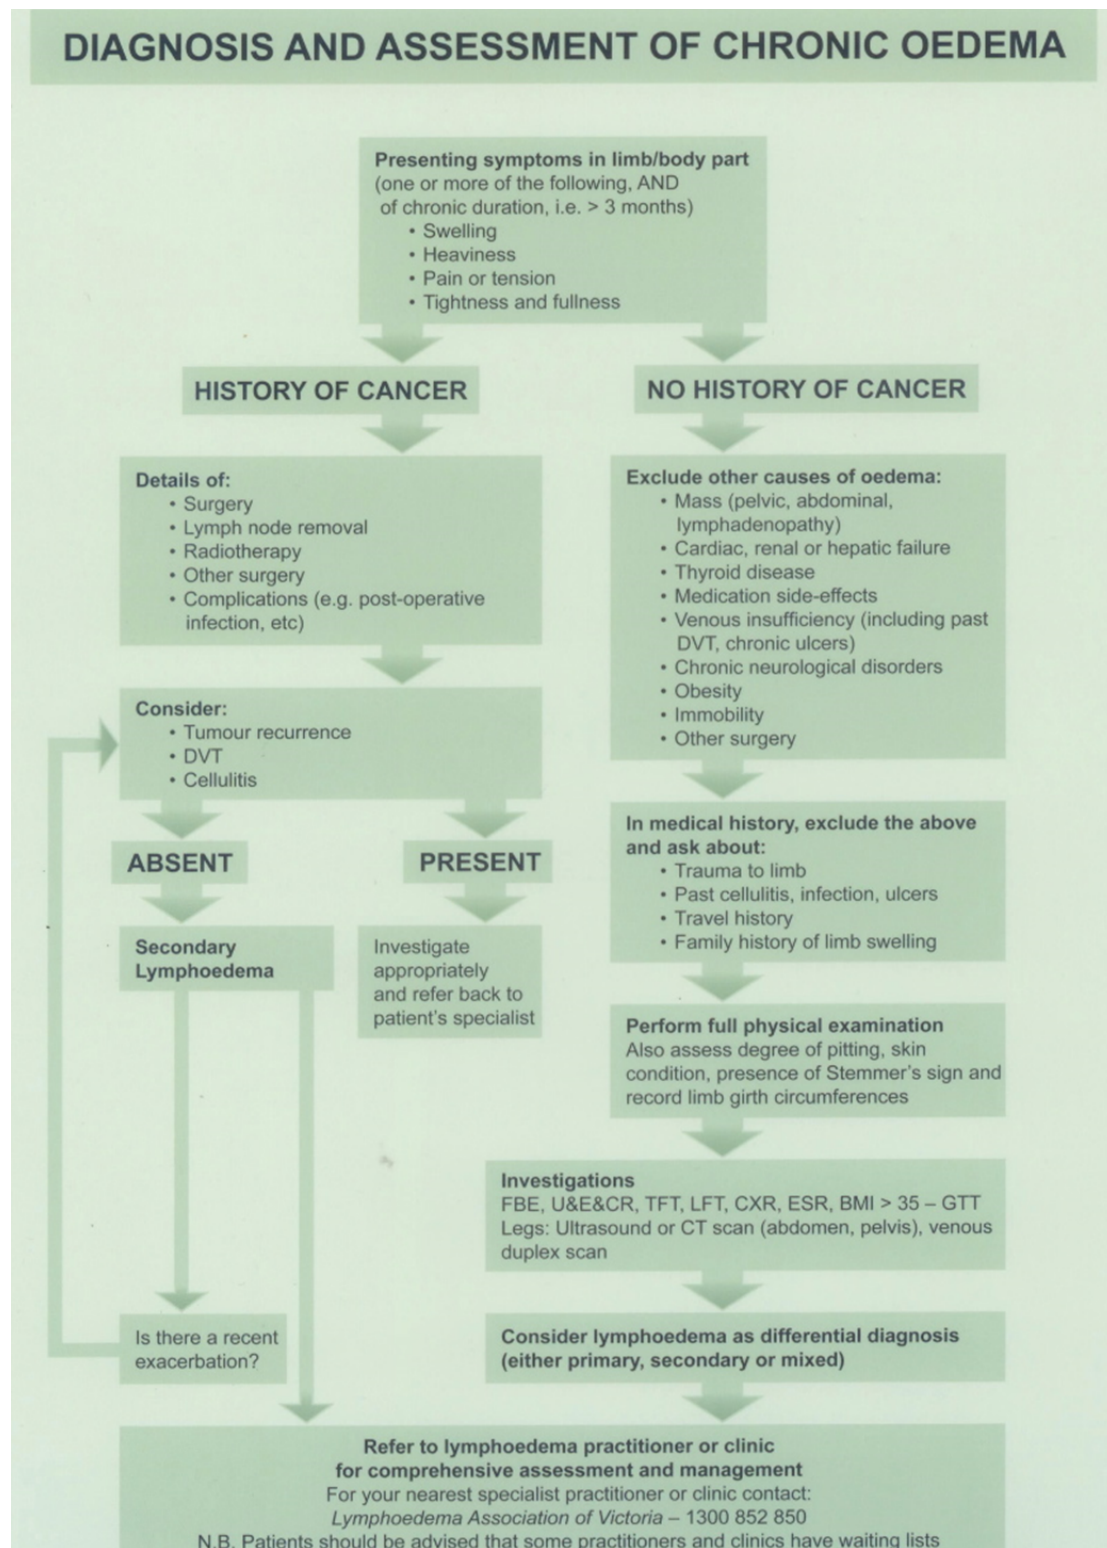 DIAGNOSIS AND ASSESSMENT OF CHRONIC OEDEMA
Presenting symptoms in limb/body part
(one or more of the following, AND
of chronic duration, i.e. > 3 months)
• Swelling
• Heaviness
• Pain or tension
• Tightness and fullness
HISTORY OF CANCER
Details of:
• Surgery
• Lymph node removal
• Radiotherapy
• Other surgery
• Complications (e.g. post-operative
infection, etc)
Consider:
• Tumour recurrence
• DVT
• Cellulitis
ABSENT
Secondary
Lymphoedema
Is there a recent
exacerbation?
PRESENT
Investigate
appropriately
and refer back to
patient's specialist
NO HISTORY OF CANCER
Exclude other causes of oedema:
• Mass (pelvic, abdominal,
lymphadenopathy)
• Cardiac, renal or hepatic failure
• Thyroid disease
• Medication side-effects
• Venous insufficiency (including past
DVT, chronic ulcers)
• Chronic neurological disorders
• Obesity
• Immobility
• Other surgery
In medical history, exclude the above
and ask about:
• Trauma to limb
• Past cellulitis, infection, ulcers
• Travel history
• Family history of limb swelling
Perform full physical examination
Also assess degree of pitting, skin
condition, presence of Stemmer's sign and
record limb girth circumferences
Investigations
FBE, U&E&CR, TFT, LFT, CXR, ESR, BMI > 35 – GTT
Legs: Ultrasound or CT scan (abdomen, pelvis), venous
duplex scan
Consider lymphoedema as differential diagnosis
(either primary, secondary or mixed)
Refer to lymphoedema practitioner or clinic
for comprehensive assessment and management
For your nearest specialist practitioner or clinic contact:
Lymphoedema Association of Victoria – 1300 852 850
N.B. Patients should be advised that some practitioners and clinics have waiting lists